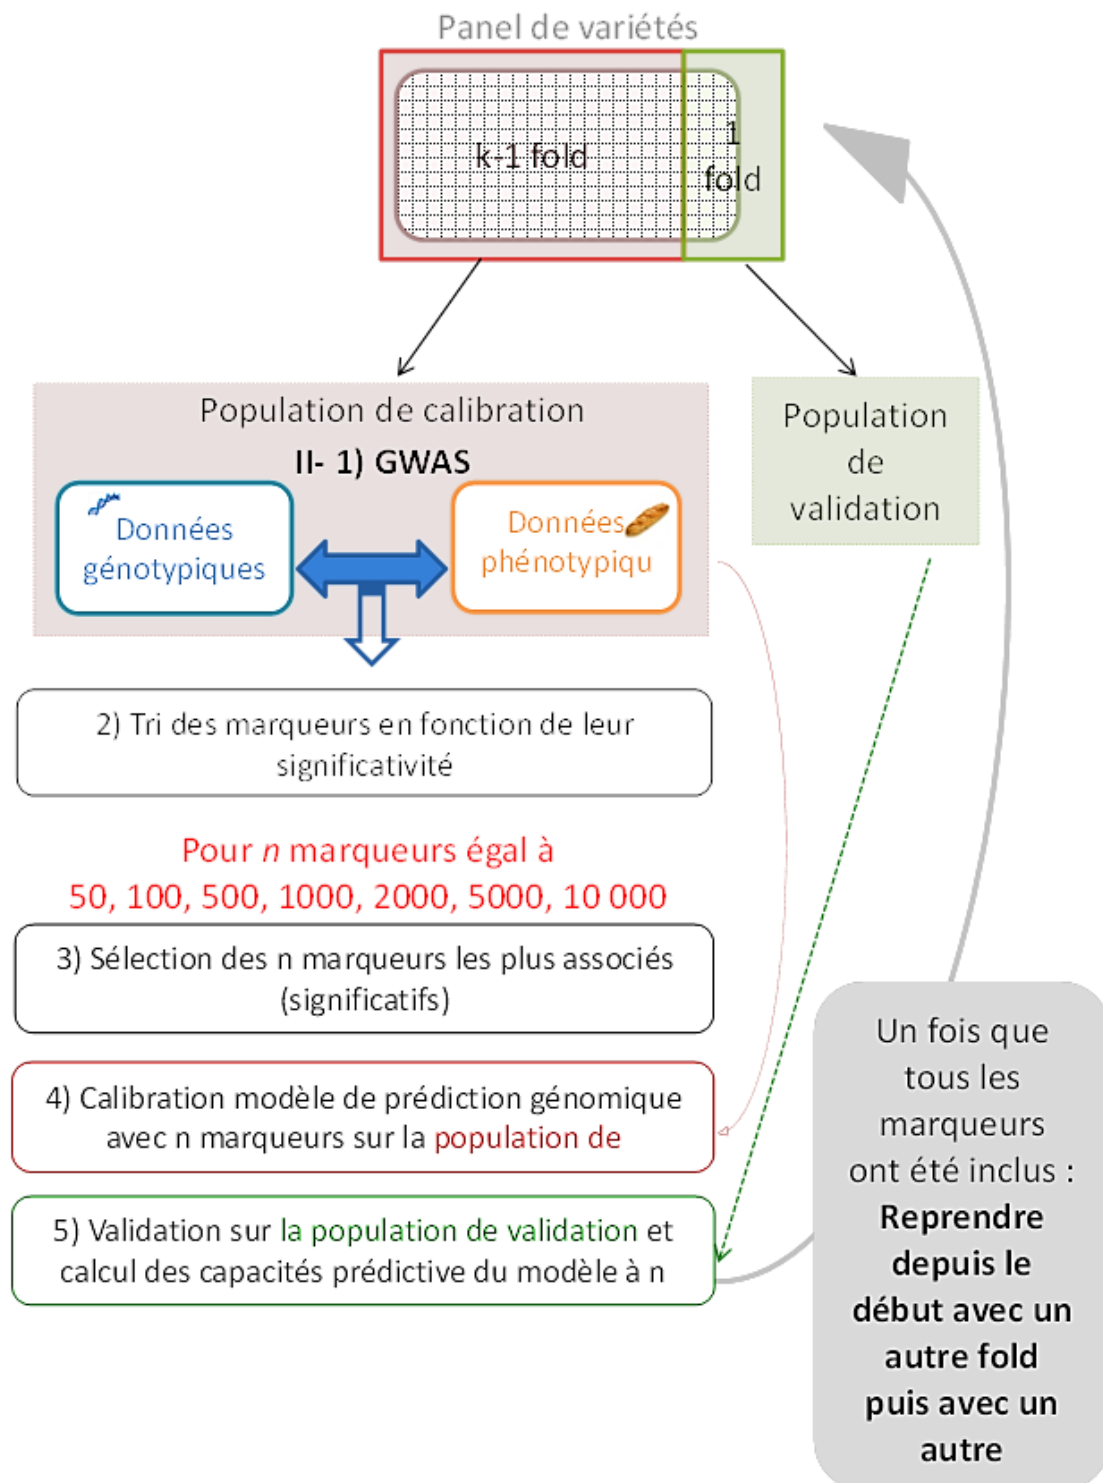 Panel de variétés
k-1 fold
1
fold
Population de calibration
II- 1) GWAS
Données
génotypiques
Données
phénotypiqu
Population
de
validation
2) Tri des marqueurs en fonction de leur
significativité
Pour n marqueurs égal à
50, 100, 500, 1000, 2000, 5000, 10 000
3) Sélection des n marqueurs les plus associés
(significatifs)
4) Calibration modèle de prédiction génomique
avec n marqueurs sur la population de
5) Validation sur la population de validation et
calcul des capacités prédictive du modèle à n
Un fois que
tous les
marqueurs
ont été inclus :
Reprendre
depuis le
début avec un
autre fold
puis avec un
autre